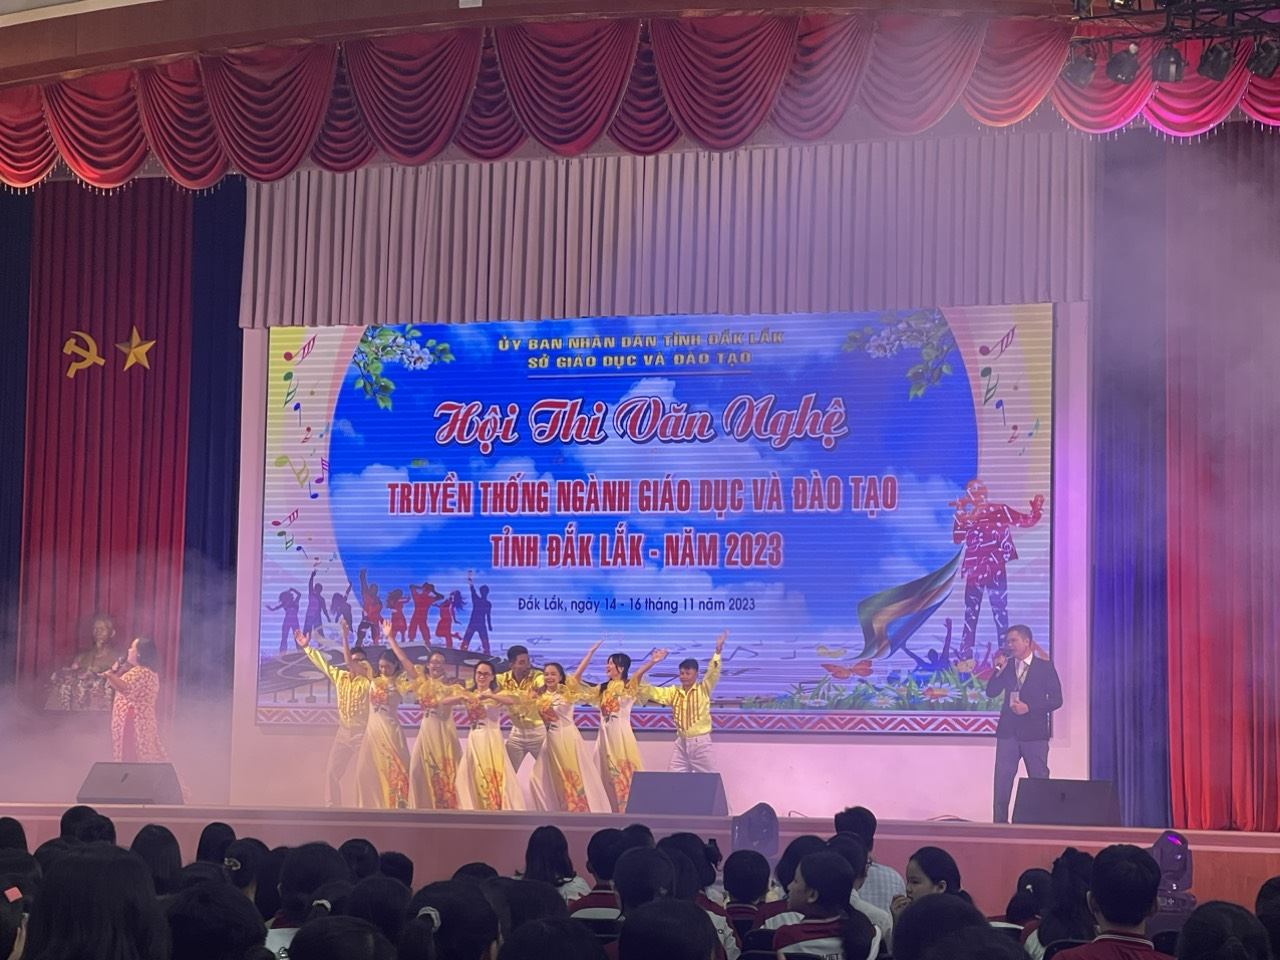 ỦY BAN NHÂN DÂN TỈNH ĐẮK LẮK
SỞ GIÁO DỤC VÀ ĐÀO TẠO
Hội Thi Văn Nghệ
TRUYỀN THỐNG NGÀNH GIÁO DỤC VÀ ĐÀO TẠO
TỈNH ĐẮK LẮK - NĂM 2023
Đắk Lắk, ngày 14 - 16 tháng 11 năm 2023